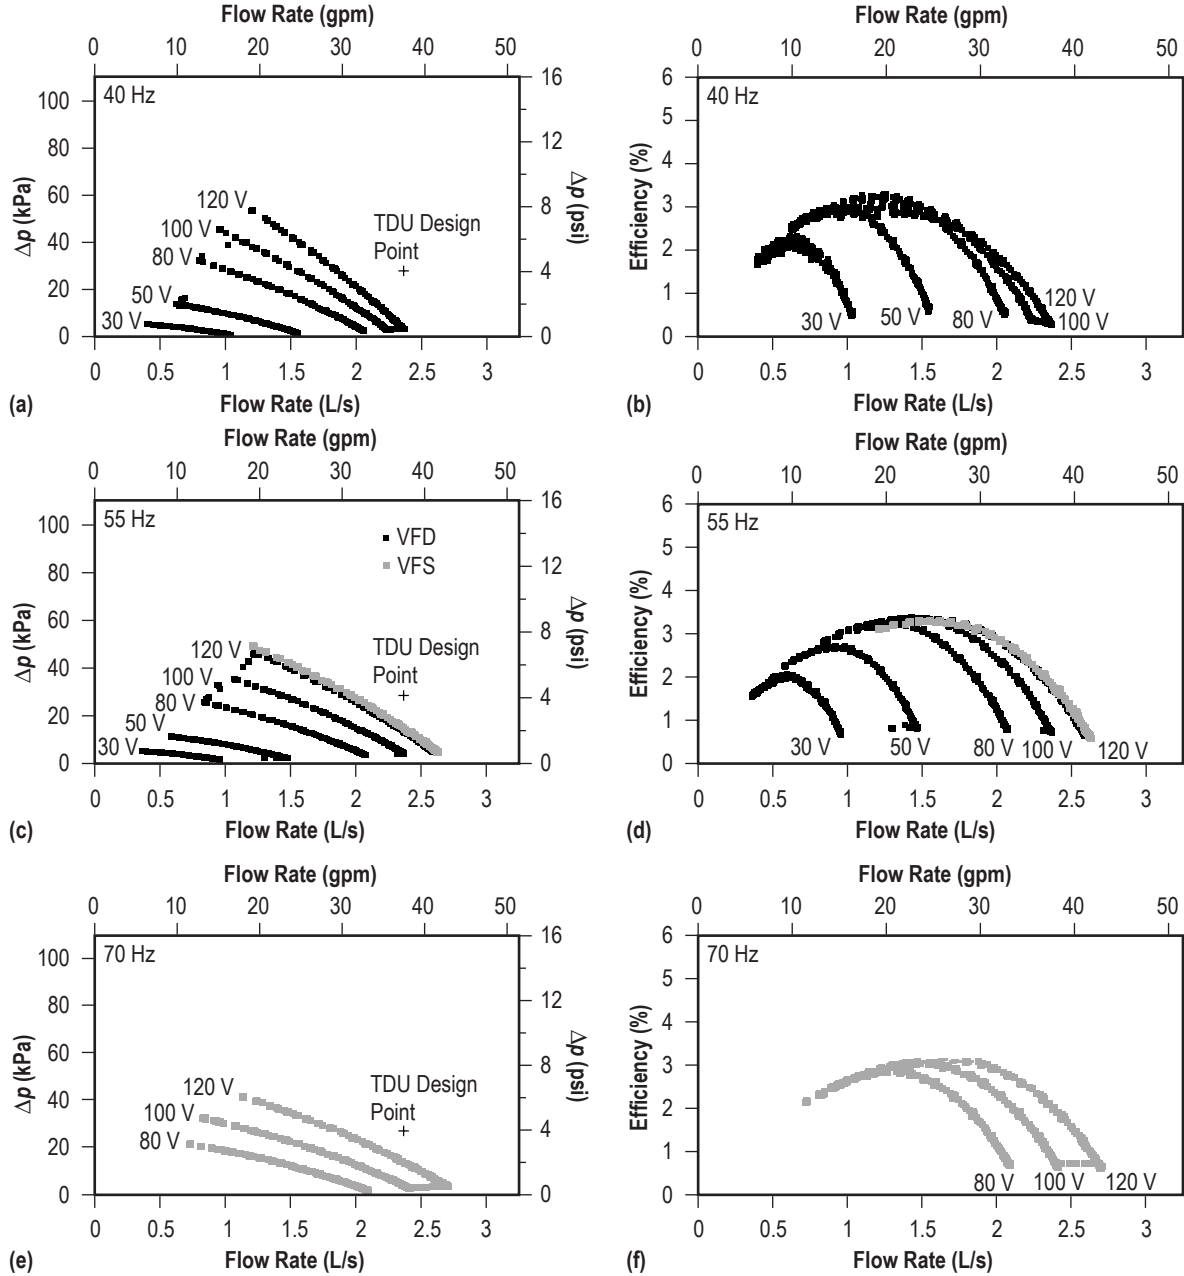 Flow Rate (gpm)
0 10 20 30 40 50
40 Hz
Δp (kPa)
100
80
60
40
20
0
16
12
8
4
0
Δp (psi)
120 V
100 V
80 V
50 V
30 V
TDU Design
Point
0 0.5 1 1.5 2 2.5 3
(a)
Flow Rate (L/s)
Flow Rate (gpm)
0 10 20 30 40 50
40 Hz
Efficiency (%)
6
5
4
3
2
1
0
30 V
50 V
80 V
120 V
100 V
0 0.5 1 1.5 2 2.5 3
(b)
Flow Rate (L/s)
Flow Rate (gpm)
0 10 20 30 40 50
55 Hz
VFD
VFS
Δp (kPa)
100
80
60
40
20
0
16
12
8
4
0
Δp (psi)
120 V
100 V
80 V
50 V
30 V
TDU Design
Point
0 0.5 1 1.5 2 2.5 3
(c)
Flow Rate (L/s)
Flow Rate (gpm)
0 10 20 30 40 50
55 Hz
Efficiency (%)
6
5
4
3
2
1
0
30 V
50 V
80 V
100 V
120 V
0 0.5 1 1.5 2 2.5 3
(d)
Flow Rate (L/s)
Flow Rate (gpm)
0 10 20 30 40 50
70 Hz
Δp (kPa)
100
80
60
40
20
0
16
12
8
4
0
Δp (psi)
120 V
100 V
80 V
TDU Design
Point
0 0.5 1 1.5 2 2.5 3
(e)
Flow Rate (L/s)
Flow Rate (gpm)
0 10 20 30 40 50
70 Hz
Efficiency (%)
6
5
4
3
2
1
0
80 V
100 V
120 V
0 0.5 1 1.5 2 2.5 3
(f)
Flow Rate (L/s)